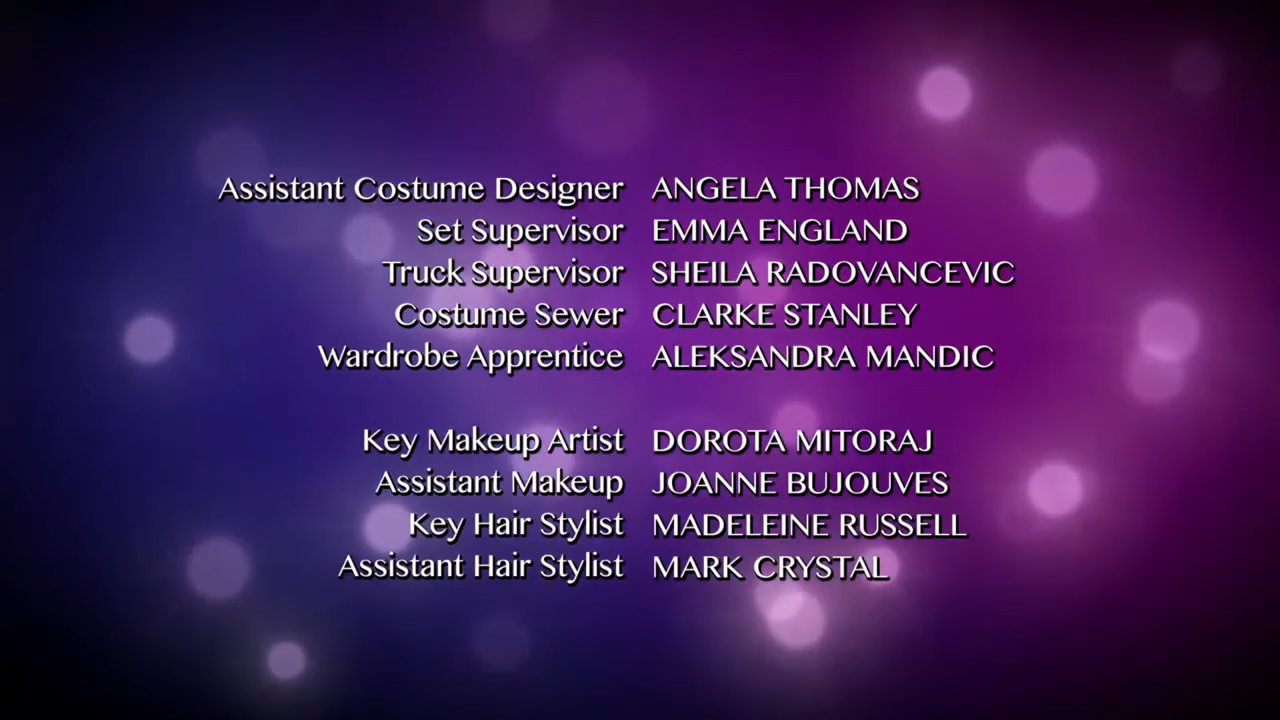 Assistant Costume Designer ANGELA THOMAS
Set Supervisor EMMA ENGLAND
Truck Supervisor SHEILA RADOVANCEVIC
Costume Sewer CLARKE STANLEY
Wardrobe Apprentice ALEKSANDRA MANDIC
Key Makeup Artist DOROTA MITORAJ
Assistant Makeup JOANNE BUJOUVES
Key Hair Stylist MADELEINE RUSSELL
Assistant Hair Stylist MARK CRYSTAL